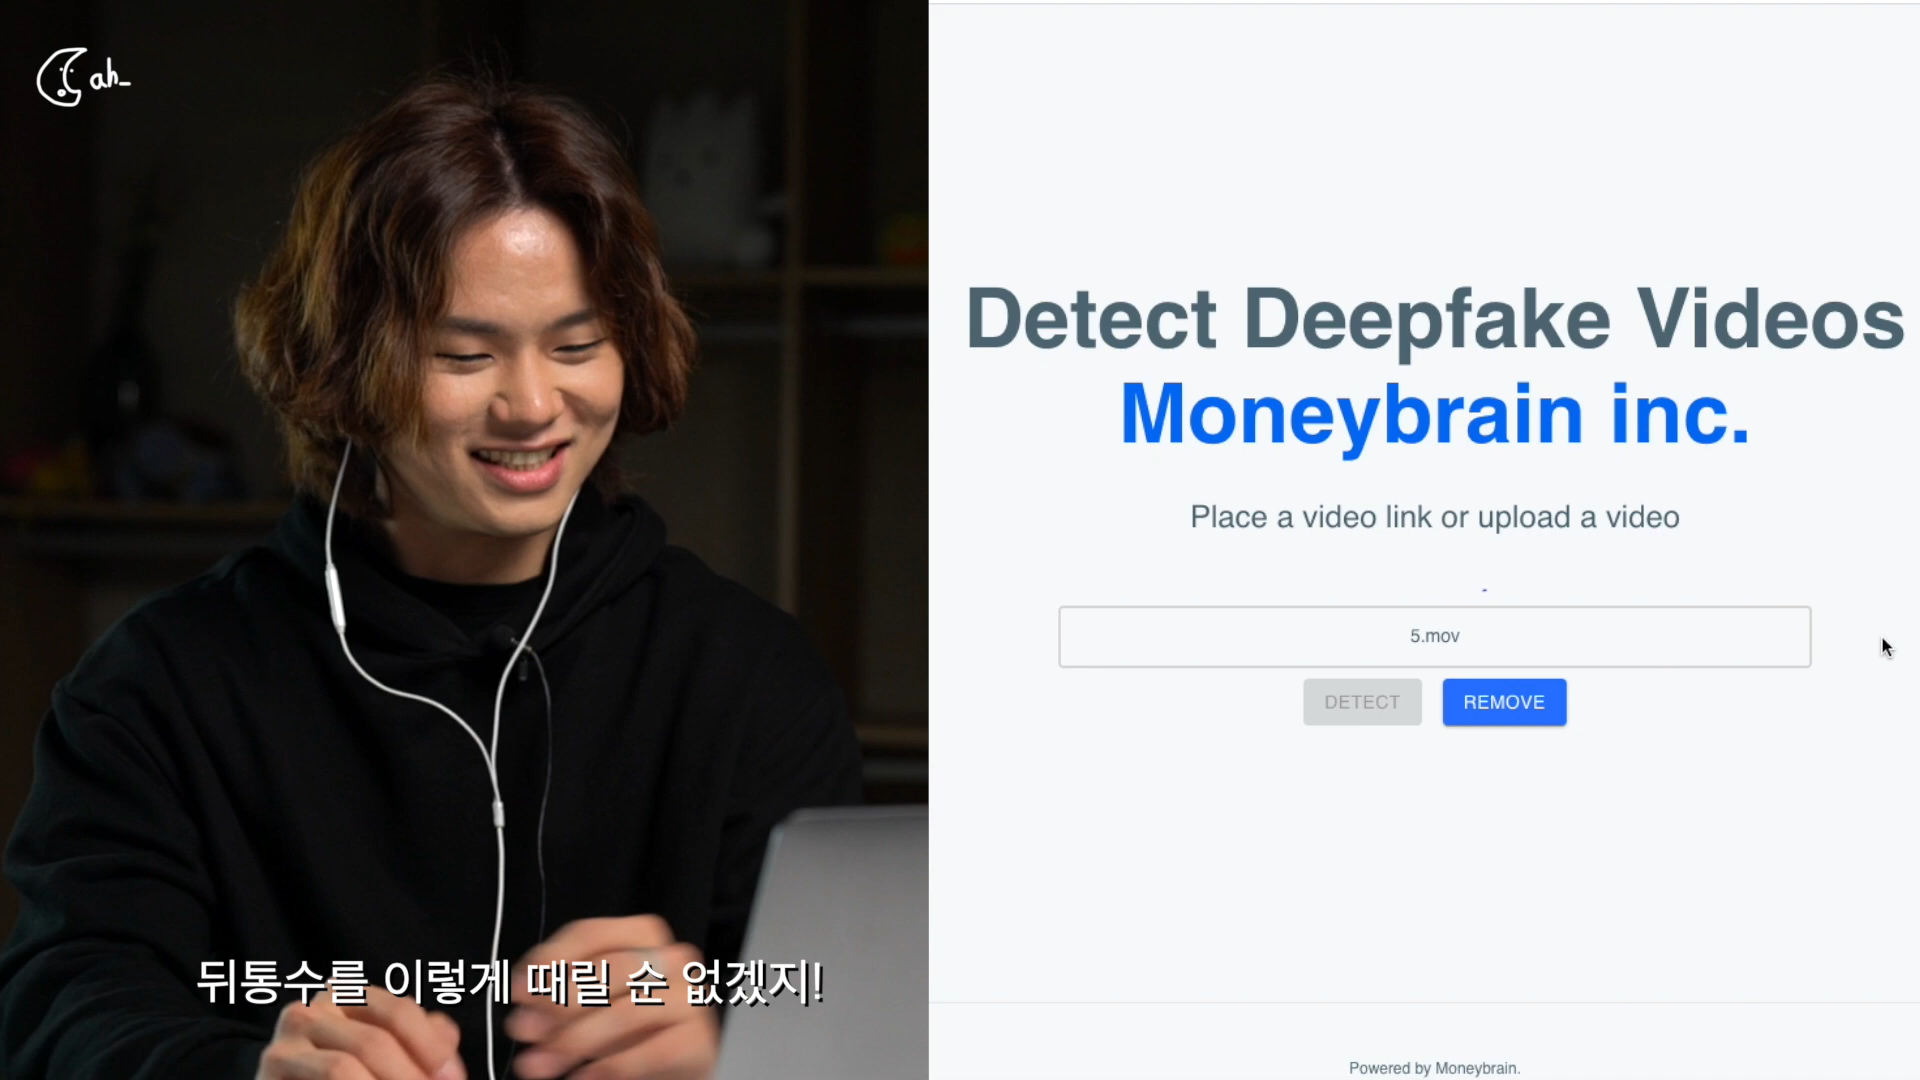 ah_
뒤통수를 이렇게 때릴 순 없겠지!
Detect Deepfake Videos
Moneybrain inc.
Place a video link or upload a video
5.mov
DETECT REMOVE
Powered by Moneybrain.